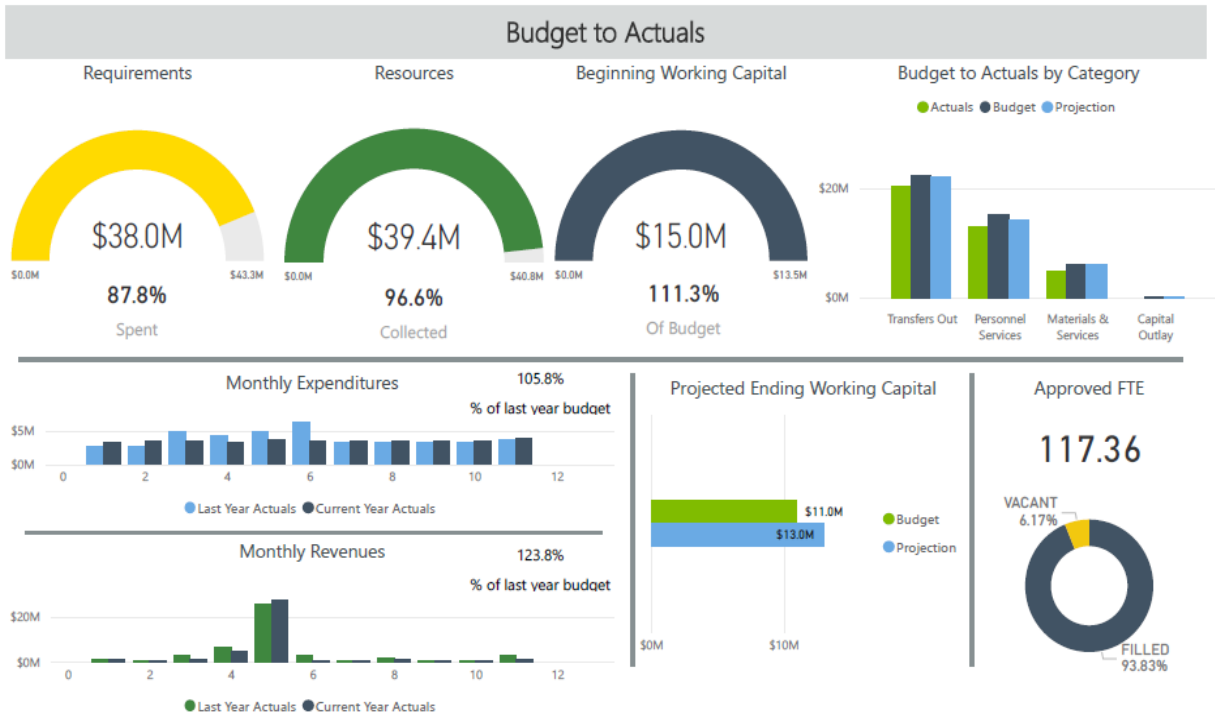 Budget to Actuals
Requirements
$38.0M
$0.0M
$43.3M
87.8%
Spent
Resources
$39.4M
$0.0M
$40.8M
96.6%
Collected
Beginning Working Capital
$15.0M
$0.0M
$13.5M
111.3%
Of Budget
Budget to Actuals by Category
Actuals Budget Projection
$20M
$0M
Transfers Out
Personnel
Services
Materials &
Services
Capital
Outlay
Monthly Expenditures
105.8%
% of last year budget
$5M
$0M
0 2 4 6 8 10 12
Last Year Actuals Current Year Actuals
Monthly Revenues
123.8%
% of last year budget
$20M
$0M
0 2 4 6 8 10 12
Last Year Actuals Current Year Actuals
Projected Ending Working Capital
$11.0M
$13.0M
Budget
Projection
$0M $10M
Approved FTE
117.36
VACANT
6.17%
FILLED
93.83%